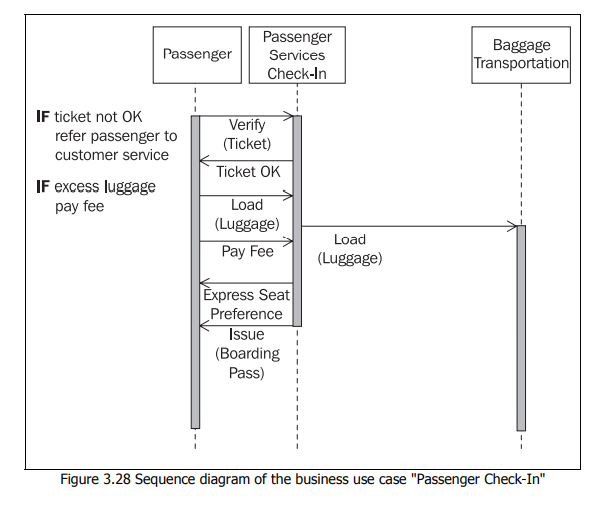 Passenger
Passenger
Services
Check-In
Baggage
Transportation
IF ticket not OK
refer passenger to
customer service
IF excess luggage
pay fee
Verify
(Ticket)
Ticket OK
Load
(Luggage)
Pay Fee
Load
(Luggage)
Express Seat
Preference
Issue
(Boarding
Pass)
Figure 3.28 Sequence diagram of the business use case "Passenger Check-In"